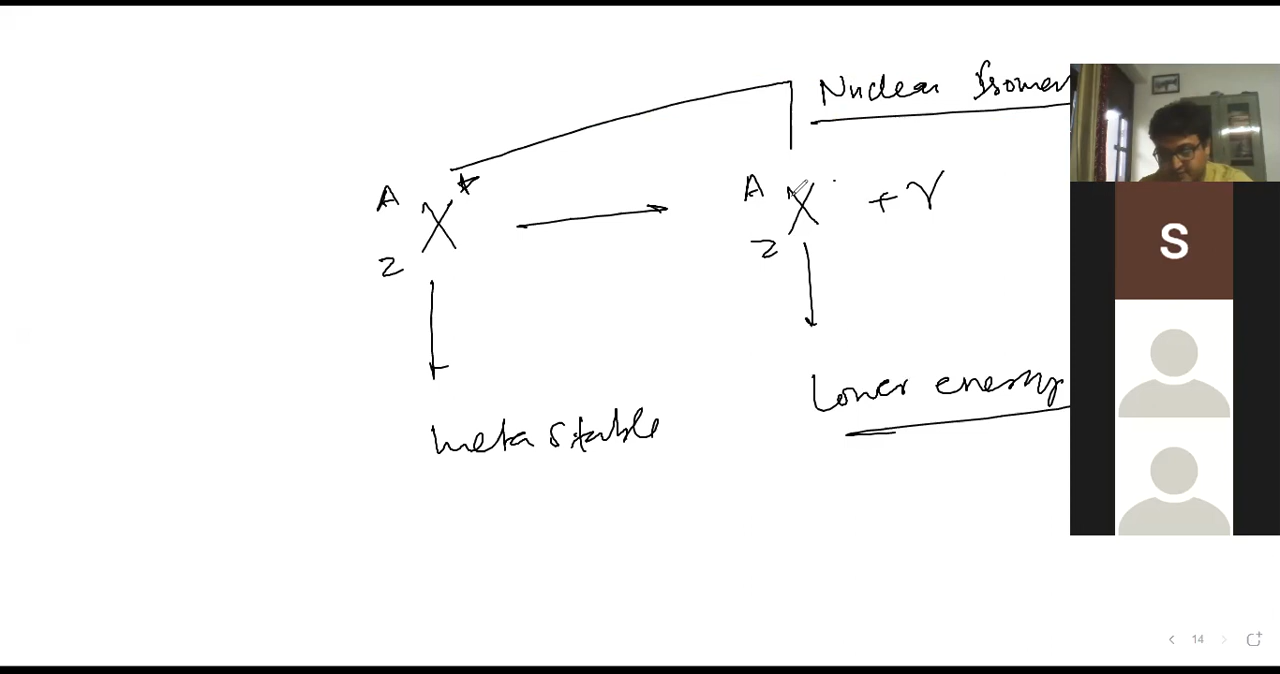 Nuclear Isomer
A X* → A X + γ
Z Z
Lower energy
meta stable
S
14